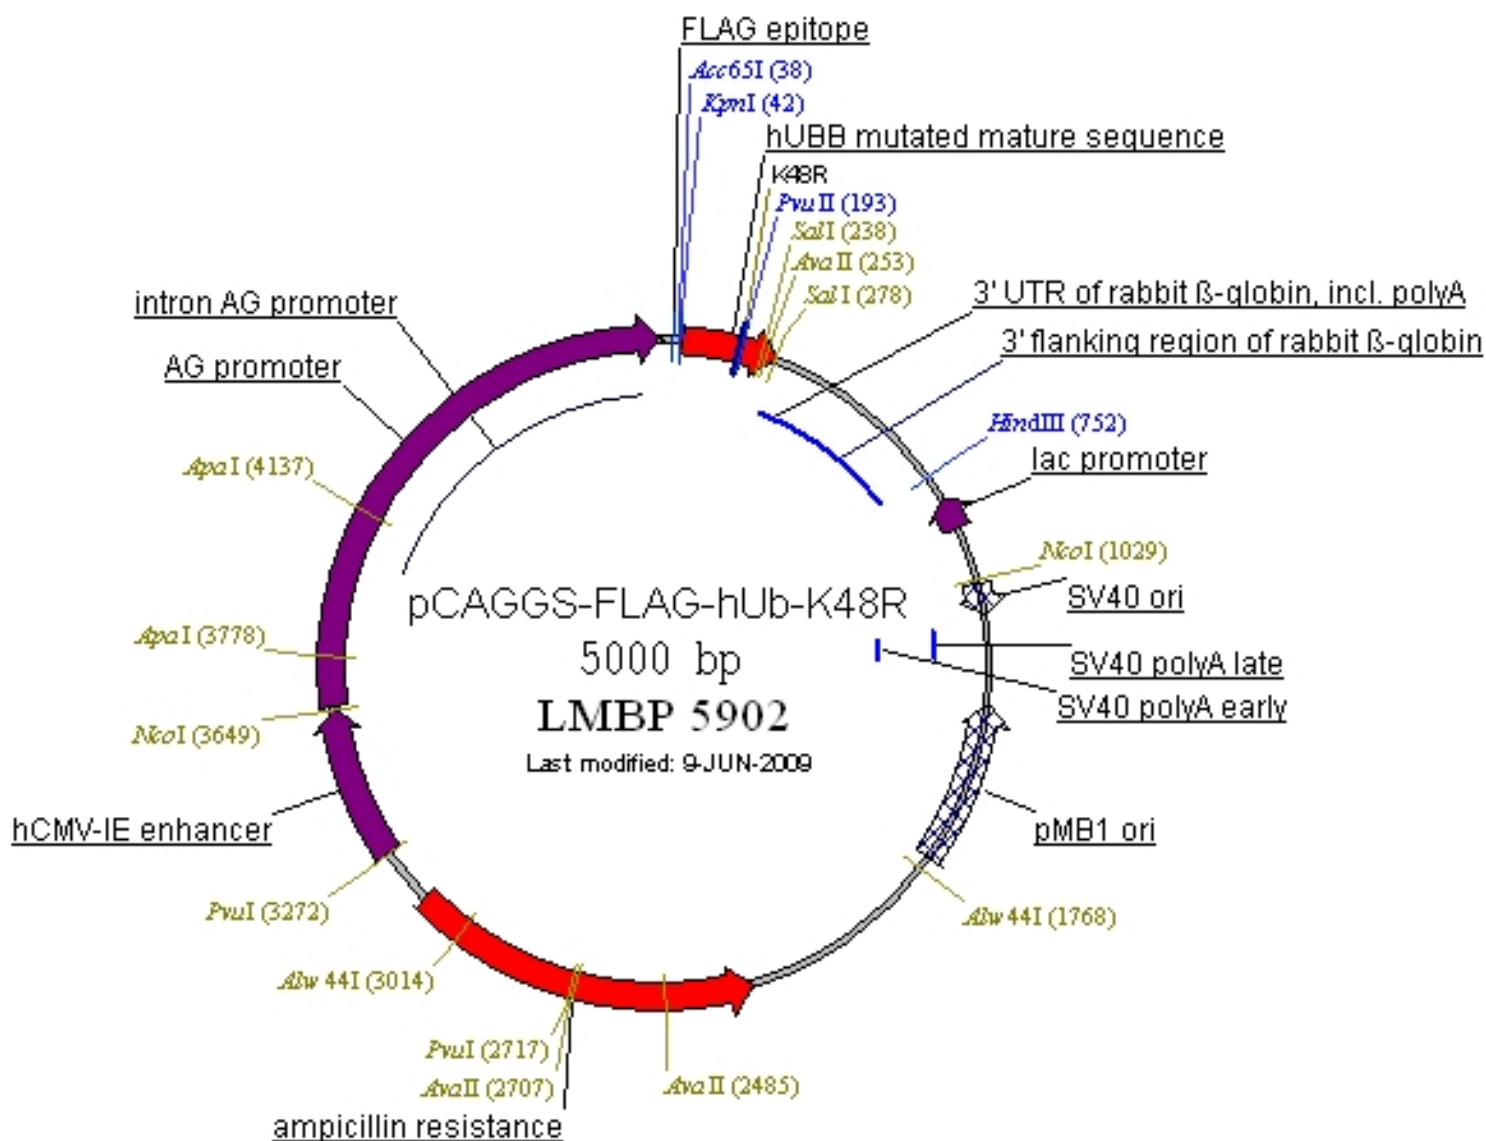 FLAG epitope
Acc65I (38)
KpnI (42)
hUBB mutated mature sequence
K48R
PvuII (193)
SalI (238)
AvaII (253)
SalI (278)
3' UTR of rabbit ß-globin, incl. polyA
3' flanking region of rabbit ß-globin
HindIII (752)
lac promoter
NcoI (1029)
SV40 ori
SV40 polyA late
SV40 polyA early
pMB1 ori
Alw44I (1768)
AvaII (2485)
ampicillin resistance
AvaII (2707)
PvuI (2717)
Alw44I (3014)
PvuI (3272)
hCMV-IE enhancer
NcoI (3649)
ApaI (3778)
ApaI (4137)
AG promoter
intron AG promoter
pCAGGS-FLAG-hUb-K48R
5000 bp
LMBP 5902
Last modified: 9-JUN-2009